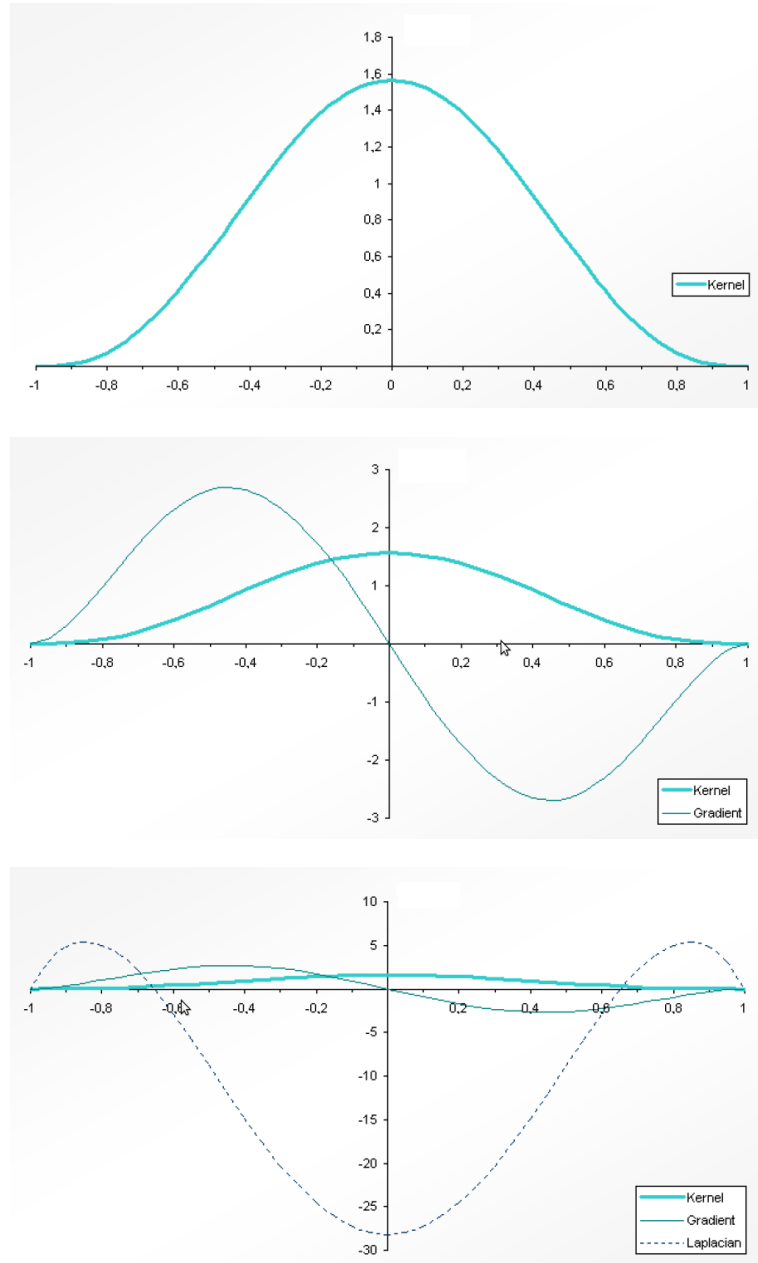 1,8
1,6
1,4
1,2
1
0,8
0,6
0,4
0,2
Kernel
-1 -0,8 -0,6 -0,4 -0,2 0 0,2 0,4 0,6 0,8 1
3
2
1
-1 -0,8 -0,6 -0,4 -0,2 0,2 0,4 0,6 0,8 1
-1
-2
-3
Kernel
Gradient
10
5
-1 -0,8 -0,6 -0,4 -0,2 0,2 0,4 0,6 0,8 1
-5
-10
-15
-20
-25
-30
Kernel
Gradient
Laplacian